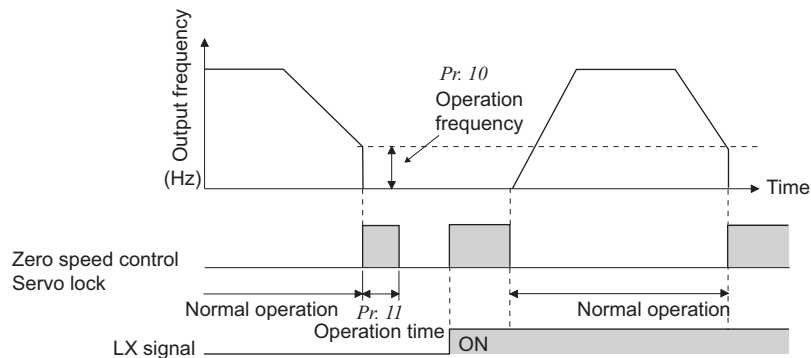 Output frequency
(Hz)
Pr. 10
Operation
frequency
Time
Zero speed control
Servo lock
Normal operation
Pr. 11
Operation time
Normal operation
LX signal
ON